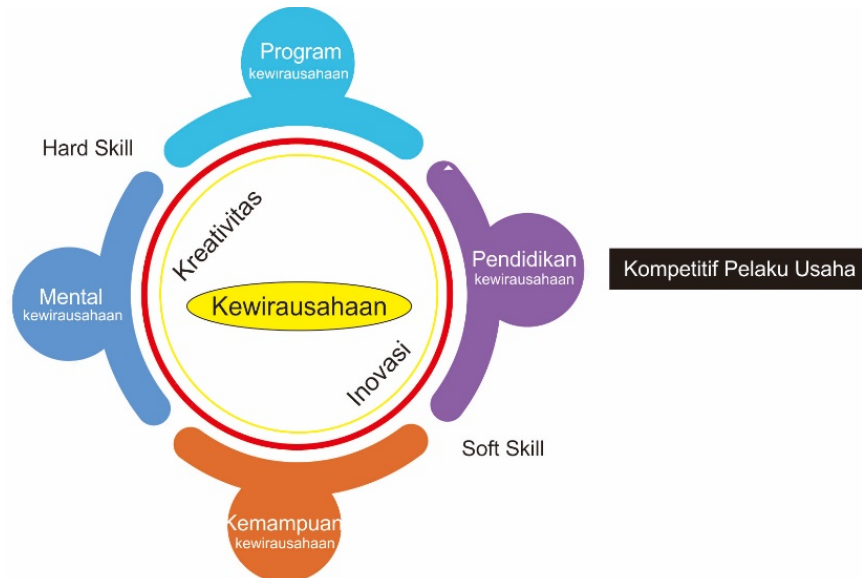 Program
kewirausahaan
Hard Skill
Kreativitas
Pendidikan
kewirausahaan
Kompetitif Pelaku Usaha
Mental
kewirausahaan
Kewirausahaan
Inovasi
Soft Skill
Kemampuan
kewirausahaan